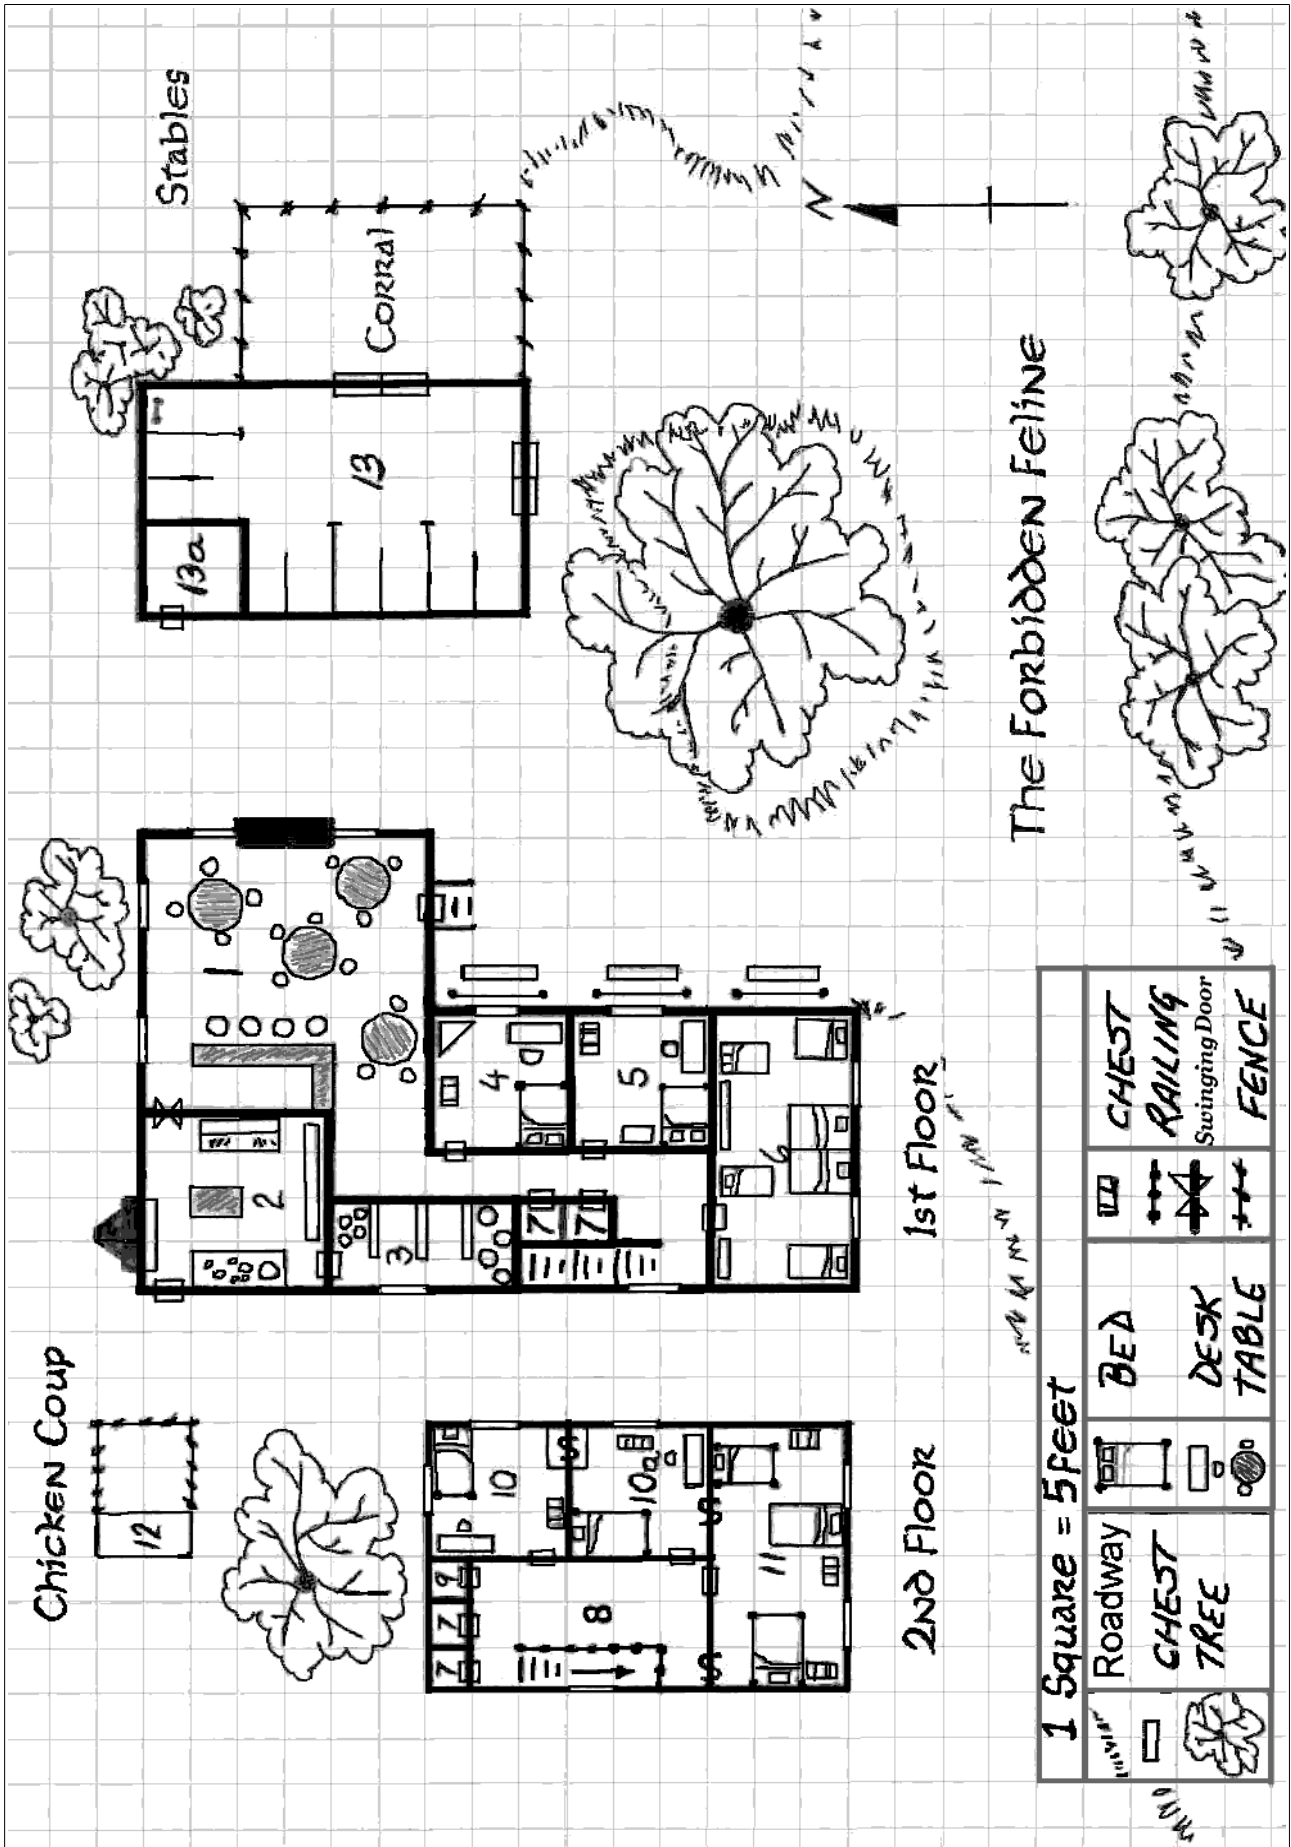 Chicken Coup
12
Stables
13a
13
Corral
N
1
2
3
4
5
6
7
7
1st Floor
7
7
9
8
10
S
10a
S
11
S
2nd Floor
The Forbidden Feline
1 Square = 5feet
Roadway
CHEST
TREE
BED
DESK
TABLE
CHEST
RAILING
Swinging Door
FENCE